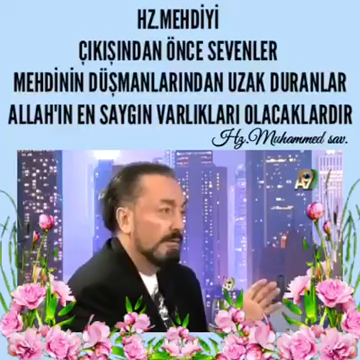 HZ.MEHDİYİ
ÇIKIŞINDAN ÖNCE SEVENLER
MEHDİNİN DÜŞMANLARINDAN UZAK DURANLAR
ALLAH'IN EN SAYGIN VARLIKLARI OLACAKLARDIR
Hz.Muhammed sav.
A9